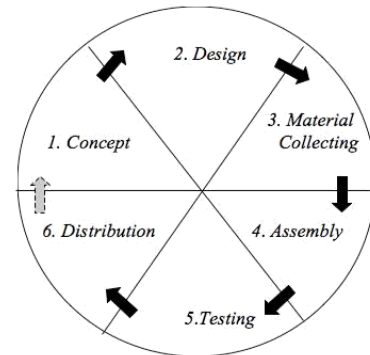 1. Concept
2. Design
3. Material
Collecting
4. Assembly
5.Testing
6. Distribution